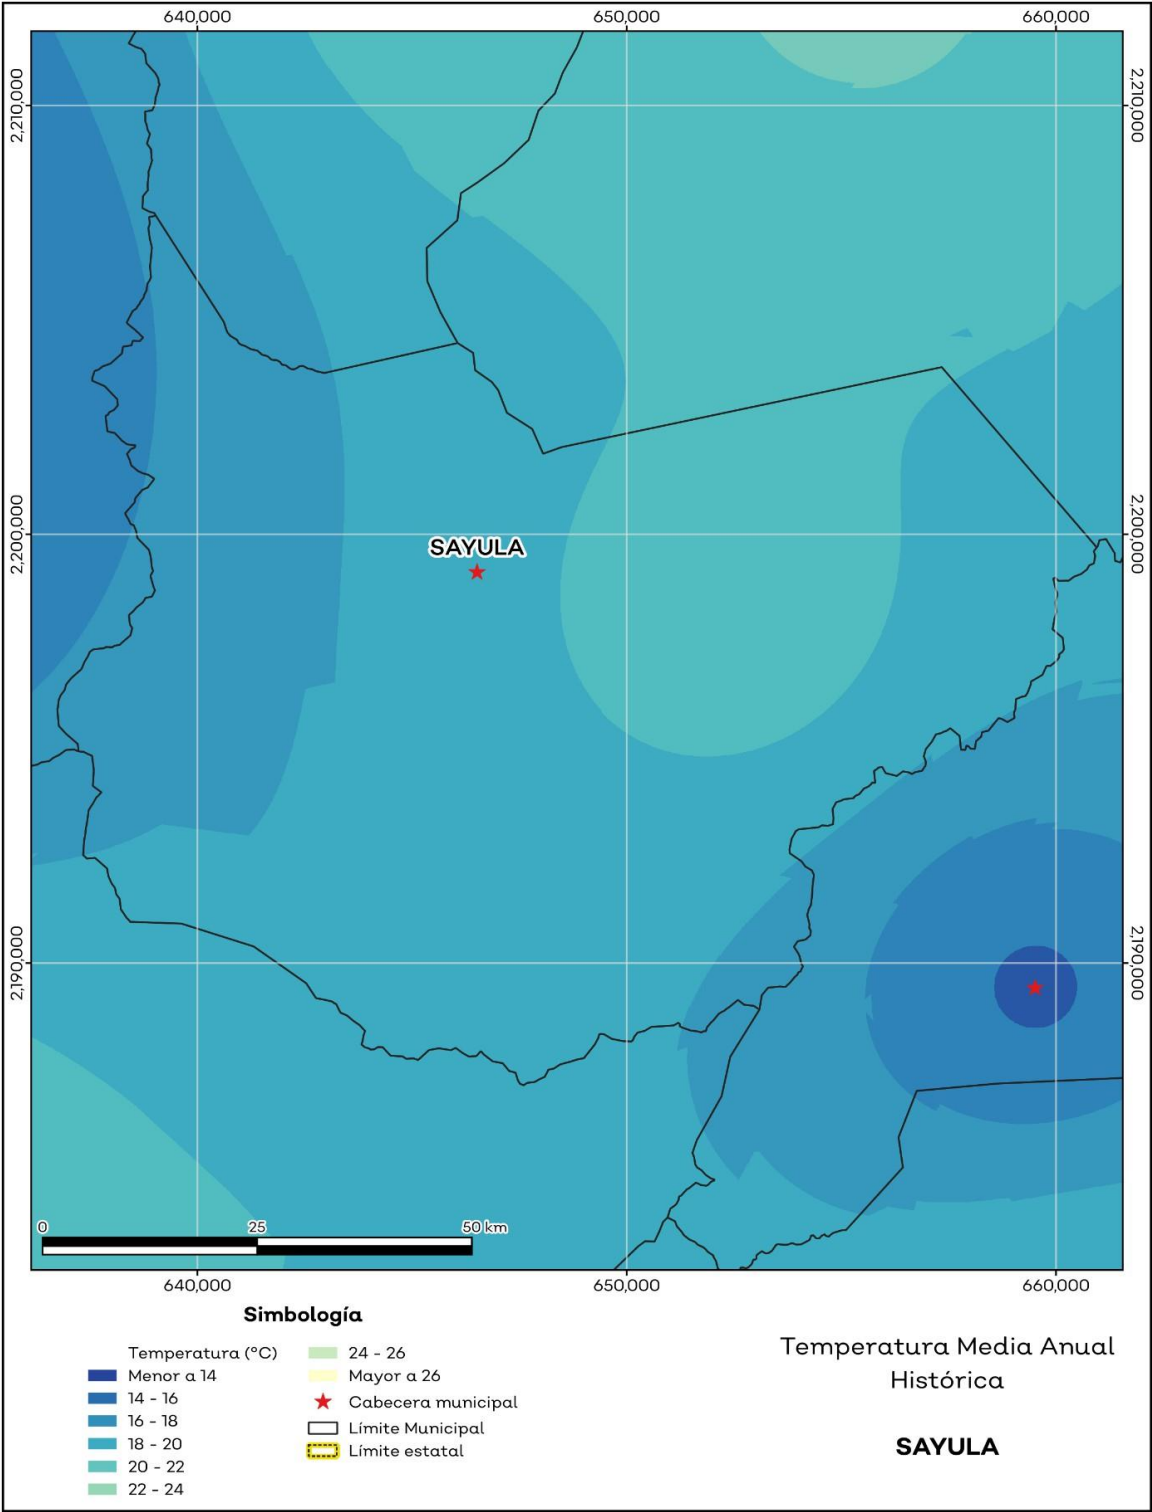 640,000
650,000
660,000
2,210,000
2,210,000
2,200,000
2,200,000
SAYULA
2,190,000
2,190,000
0
25
50 km
640,000
650,000
660,000
Simbología
Temperatura (°C)
Menor a 14
14 - 16
16 - 18
18 - 20
20 - 22
22 - 24
24 - 26
Mayor a 26
Cabecera municipal
Límite Municipal
Límite estatal
Temperatura Media Anual
Histórica
SAYULA